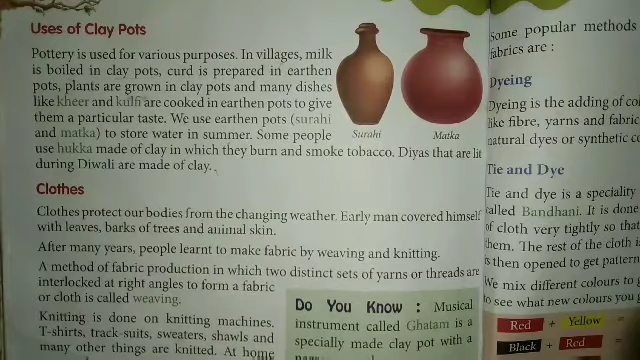 Uses of Clay Pots
Pottery is used for various purposes. In villages, milk
is boiled in clay pots, curd is prepared in earthen
pots, plants are grown in clay pots and many dishes
like kheer and kulfi are cooked in earthen pots to give
them a particular taste. We use earthen pots (surahi
and matka) to store water in summer. Some people
use hukka made of clay in which they burn and smoke tobacco. Diyas that are lit
during Diwali are made of clay.
Surahi
Matka
Clothes
Clothes protect our bodies from the changing weather. Early man covered himself
with leaves, barks of trees and animal skin.
After many years, people learnt to make fabric by weaving and knitting.
A method of fabric production in which two distinct sets of yarns or threads are
interlocked at right angles to form a fabric
or cloth is called weaving.
Knitting is done on knitting machines.
T-shirts, track-suits, sweaters, shawls and
many other things are knitted. At home
Do You Know : Musical
instrument called Ghatam is a
specially made clay pot with a
Some popular methods
fabrics are :
Dyeing
Dyeing is the adding of
like fibre, yarns and fabric
natural dyes or synthetic
Tie and Dye
Tie and dye is a speciality
called Bandhani. It is done
of cloth very tightly so that
them. The rest of the cloth
is then opened to get pattern
We mix different colours to
to see what new colours you
Red + Yellow =
Black + Red =